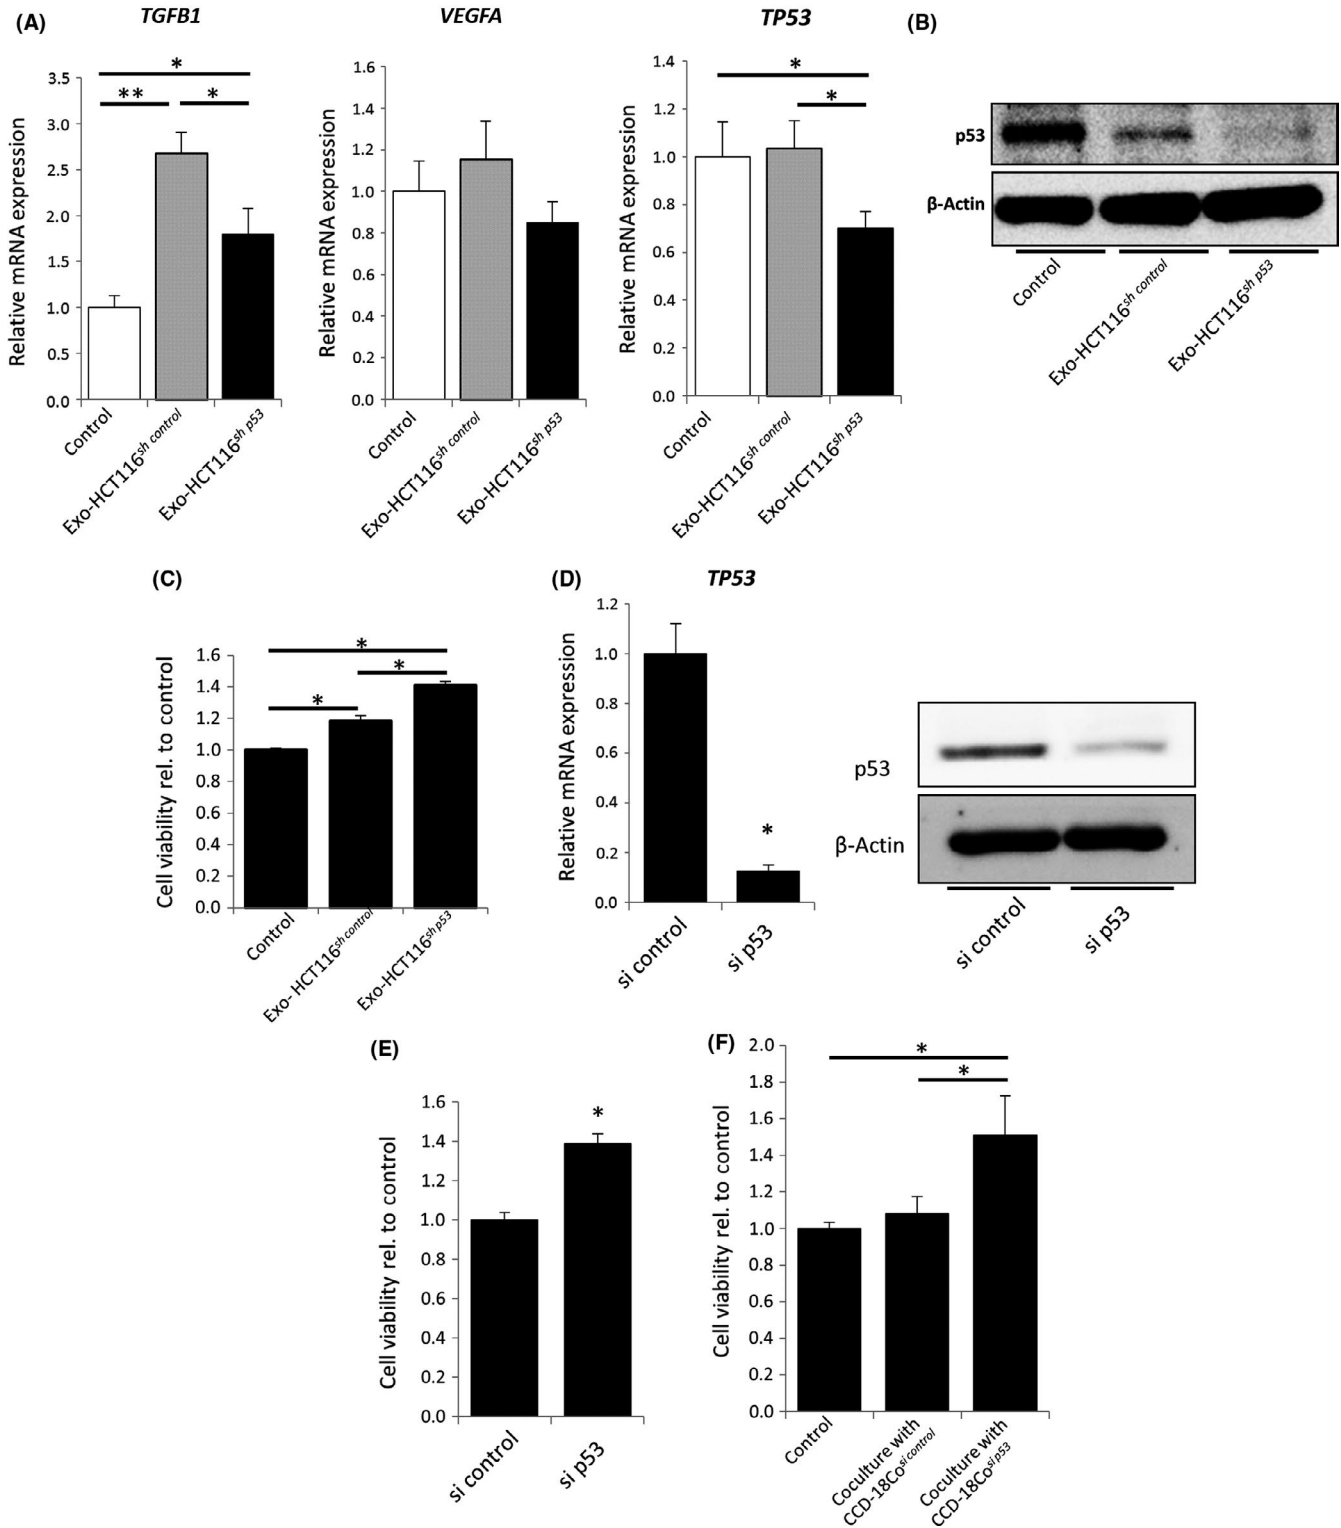 (A)
TGFB1
* 
** *
Relative mRNA expression
3.5
3.0
2.5
2.0
1.5
1.0
0.5
0.0
Control
Exo-HCT116sh control
Exo-HCT116sh p53
VEGFA
Relative mRNA expression
1.6
1.4
1.2
1.0
0.8
0.6
0.4
0.2
0.0
Control
Exo-HCT116sh control
Exo-HCT116sh p53
TP53
*
*
Relative mRNA expression
1.4
1.2
1.0
0.8
0.6
0.4
0.2
0.0
Control
Exo-HCT116sh control
Exo-HCT116sh p53
(B)
p53
β-Actin
Control
Exo-HCT116sh control
Exo-HCT116sh p53
(C)
*
*
*
Cell viability rel. to control
1.6
1.4
1.2
1.0
0.8
0.6
0.4
0.2
0.0
Control
Exo- HCT116sh control
Exo-HCT116sh p53
(D)
TP53
Relative mRNA expression
1.2
1.0
0.8
0.6
0.4
0.2
0.0
*
si control
si p53
p53
β-Actin
si control
si p53
(E)
*
Cell viability rel. to control
1.6
1.4
1.2
1.0
0.8
0.6
0.4
0.2
0.0
si control
si p53
(F)
*
*
Cell viability rel. to control
2.0
1.8
1.6
1.4
1.2
1.0
0.8
0.6
0.4
0.2
0.0
Control
Coculture with
CCD-18Cosi control
Coculture with
CCD-18Cosi p53